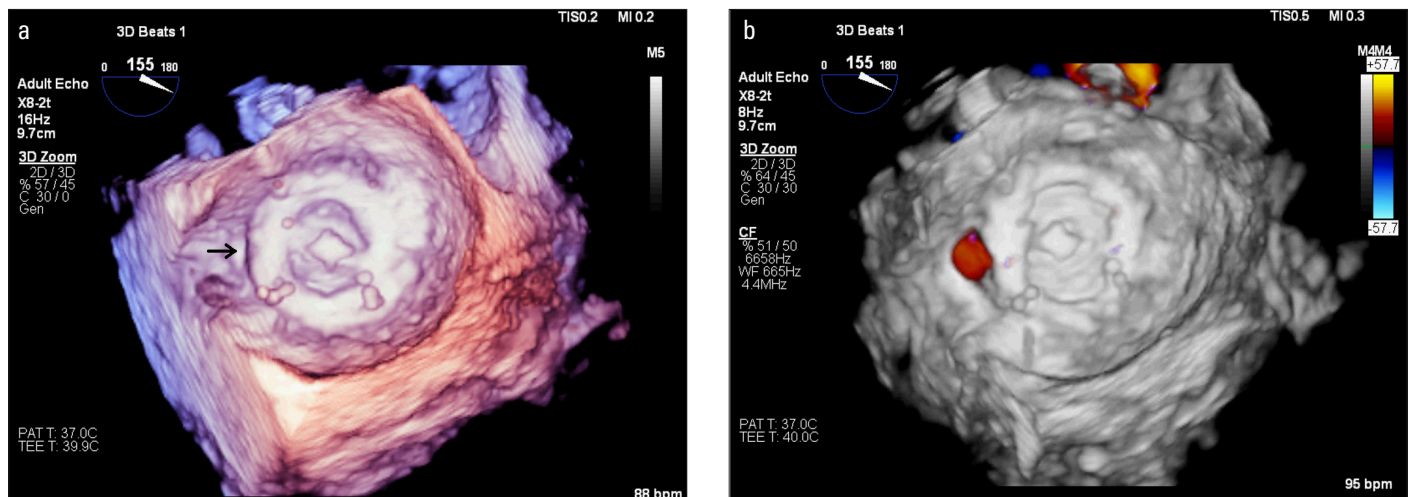 a
TIS0.2 MI 0.2
3D Beats 1
M5
0 155 180
Adult Echo
X8-2t
16Hz
9.7cm
3D Zoom
2D / 3D
% 57 / 45
C 30 / 0
Gen
PAT T: 37.0C
TEE T: 39.9C
88 bpm
b
TIS0.5 MI 0.3
3D Beats 1
M4M4
+57.7
0 155 180
Adult Echo
X8-2t
8Hz
9.7cm
3D Zoom
2D / 3D
% 64 / 45
C 30 / 30
Gen
-57.7
CF
% 51 / 50
6658Hz
WF 665Hz
4.4MHz
PAT T: 37.0C
TEE T: 40.0C
95 bpm